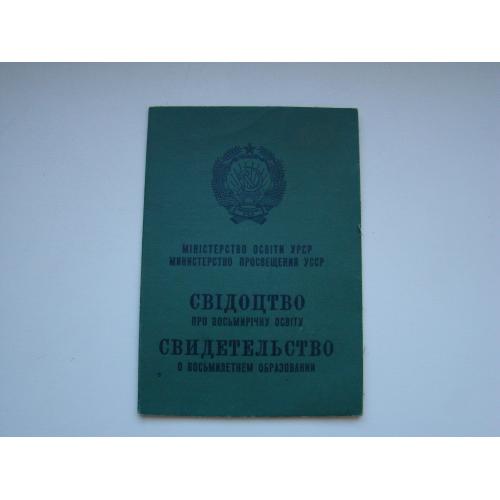 МІНІСТЕРСТВО ОСВІТИ УРСР
МИНИСТЕРСТВО ПРОСВЕЩЕНИЯ УССР
СВІДОЦТВО
ПРО ВОСЬМИРІЧНУ ОСВІТУ
СВИДЕТЕЛЬСТВО
О ВОСЬМИЛЕТНЕМ ОБРАЗОВАНИИ